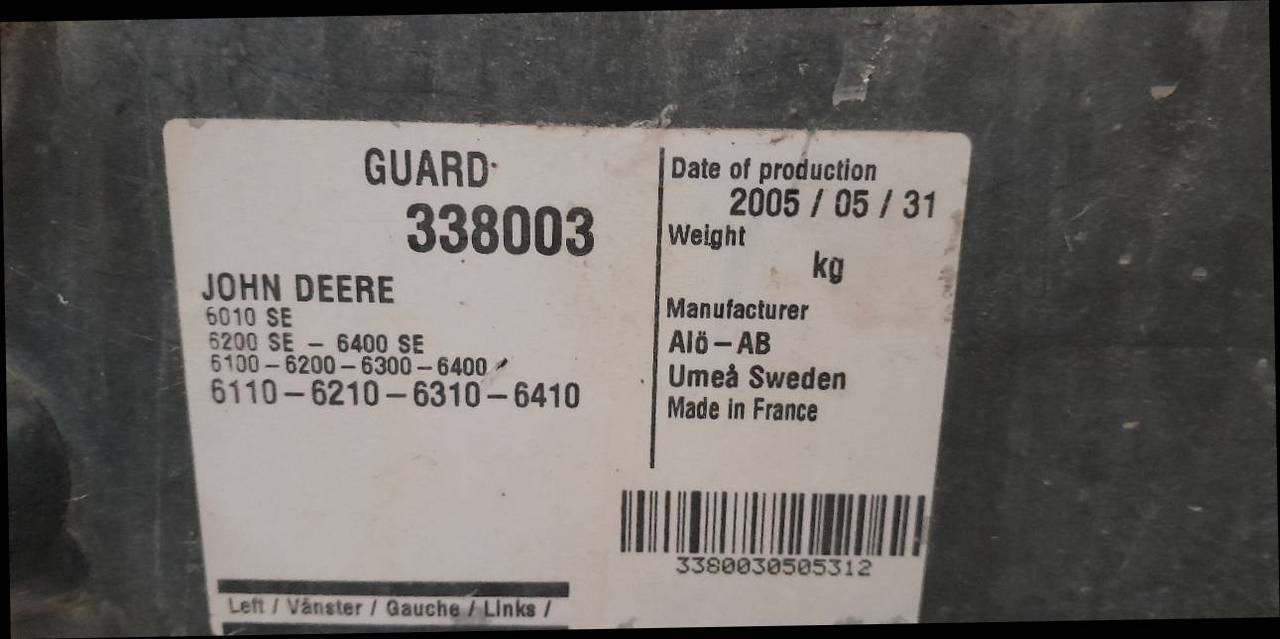 GUARD
338003
JOHN DEERE
6010 SE
6200 SE – 6400 SE
6100 – 6200 – 6300 – 6400
6110 – 6210 – 6310 – 6410
Left / Vänster / Gauche / Links /
Date of production
2005 / 05 / 31
Weight
kg
Manufacturer
Alö – AB
Umeå Sweden
Made in France
3380030505312